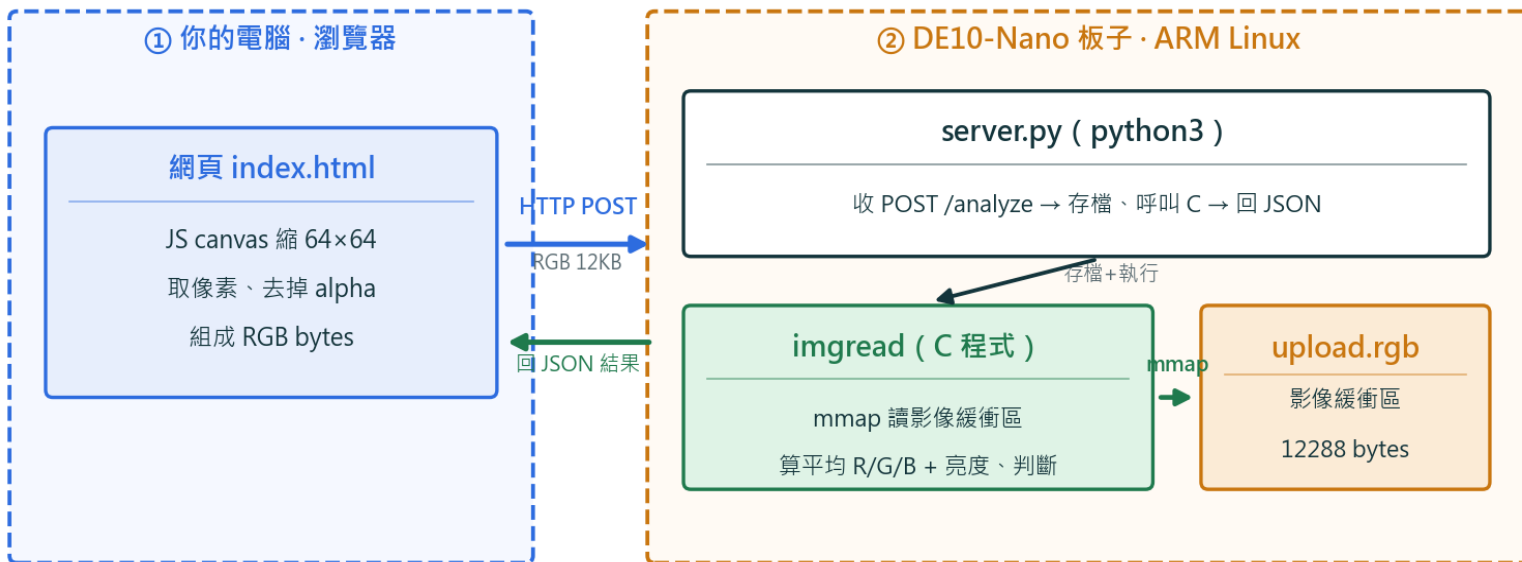 ① 你的電腦 · 瀏覽器
網頁 index.html
JS canvas 縮 64×64
取像素、去掉 alpha
組成 RGB bytes
HTTP POST
RGB 12KB
回 JSON 結果
② DE10-Nano 板子 · ARM Linux
server.py ( python3 )
收 POST /analyze → 存檔、呼叫 C → 回 JSON
存檔+執行
imgread ( C 程式 )
mmap 讀影像緩衝區
算平均 R/G/B + 亮度、判斷
mmap
upload.rgb
影像緩衝區
12288 bytes